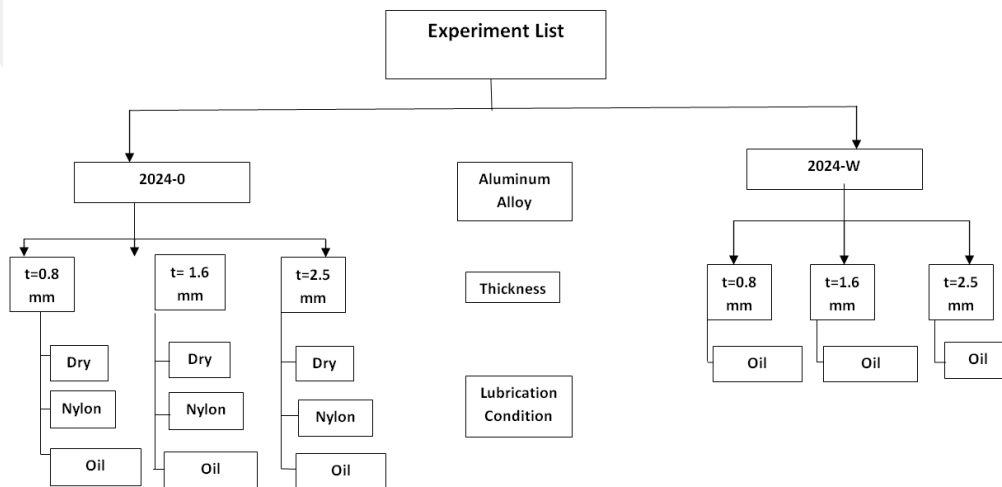 Experiment List
2024-0
Aluminum
Alloy
2024-W
t=0.8
mm
t= 1.6
mm
t=2.5
mm
Thickness
t=0.8
mm
t=1.6
mm
t=2.5
mm
Dry
Dry
Dry
Nylon
Nylon
Nylon
Oil
Oil
Oil
Lubrication
Condition
Oil
Oil
Oil